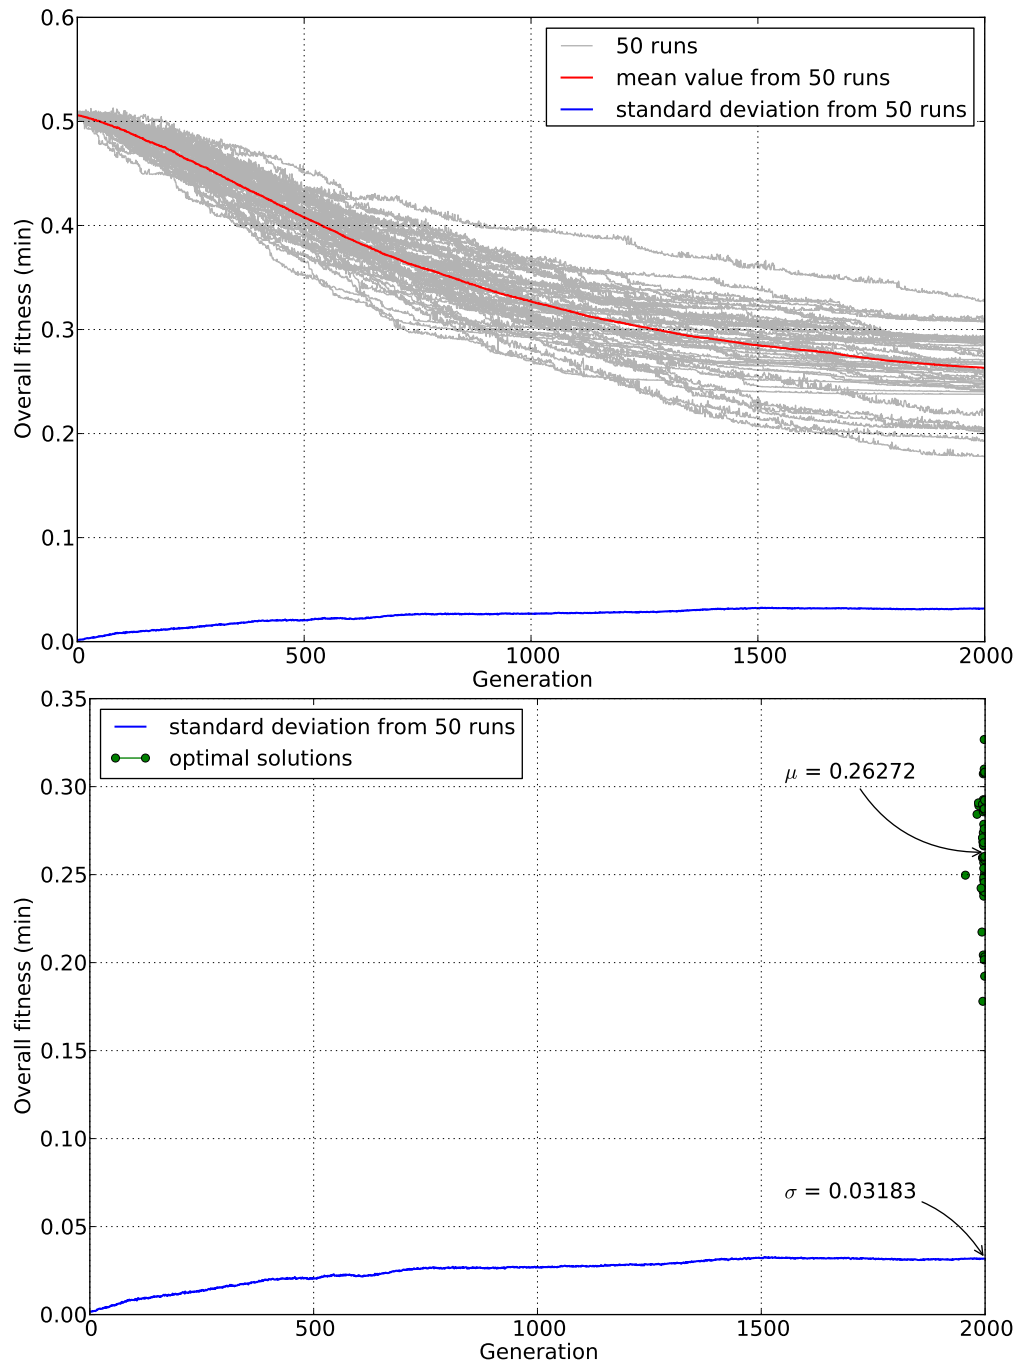 0.6
0.5
0.4
0.3
0.2
0.1
0.0
Overall fitness (min)
50 runs
mean value from 50 runs
standard deviation from 50 runs
0
500
1000
1500
2000
Generation
0.35
0.30
0.25
0.20
0.15
0.10
0.05
0.00
Overall fitness (min)
standard deviation from 50 runs
optimal solutions
μ = 0.26272
σ = 0.03183
0
500
1000
1500
2000
Generation